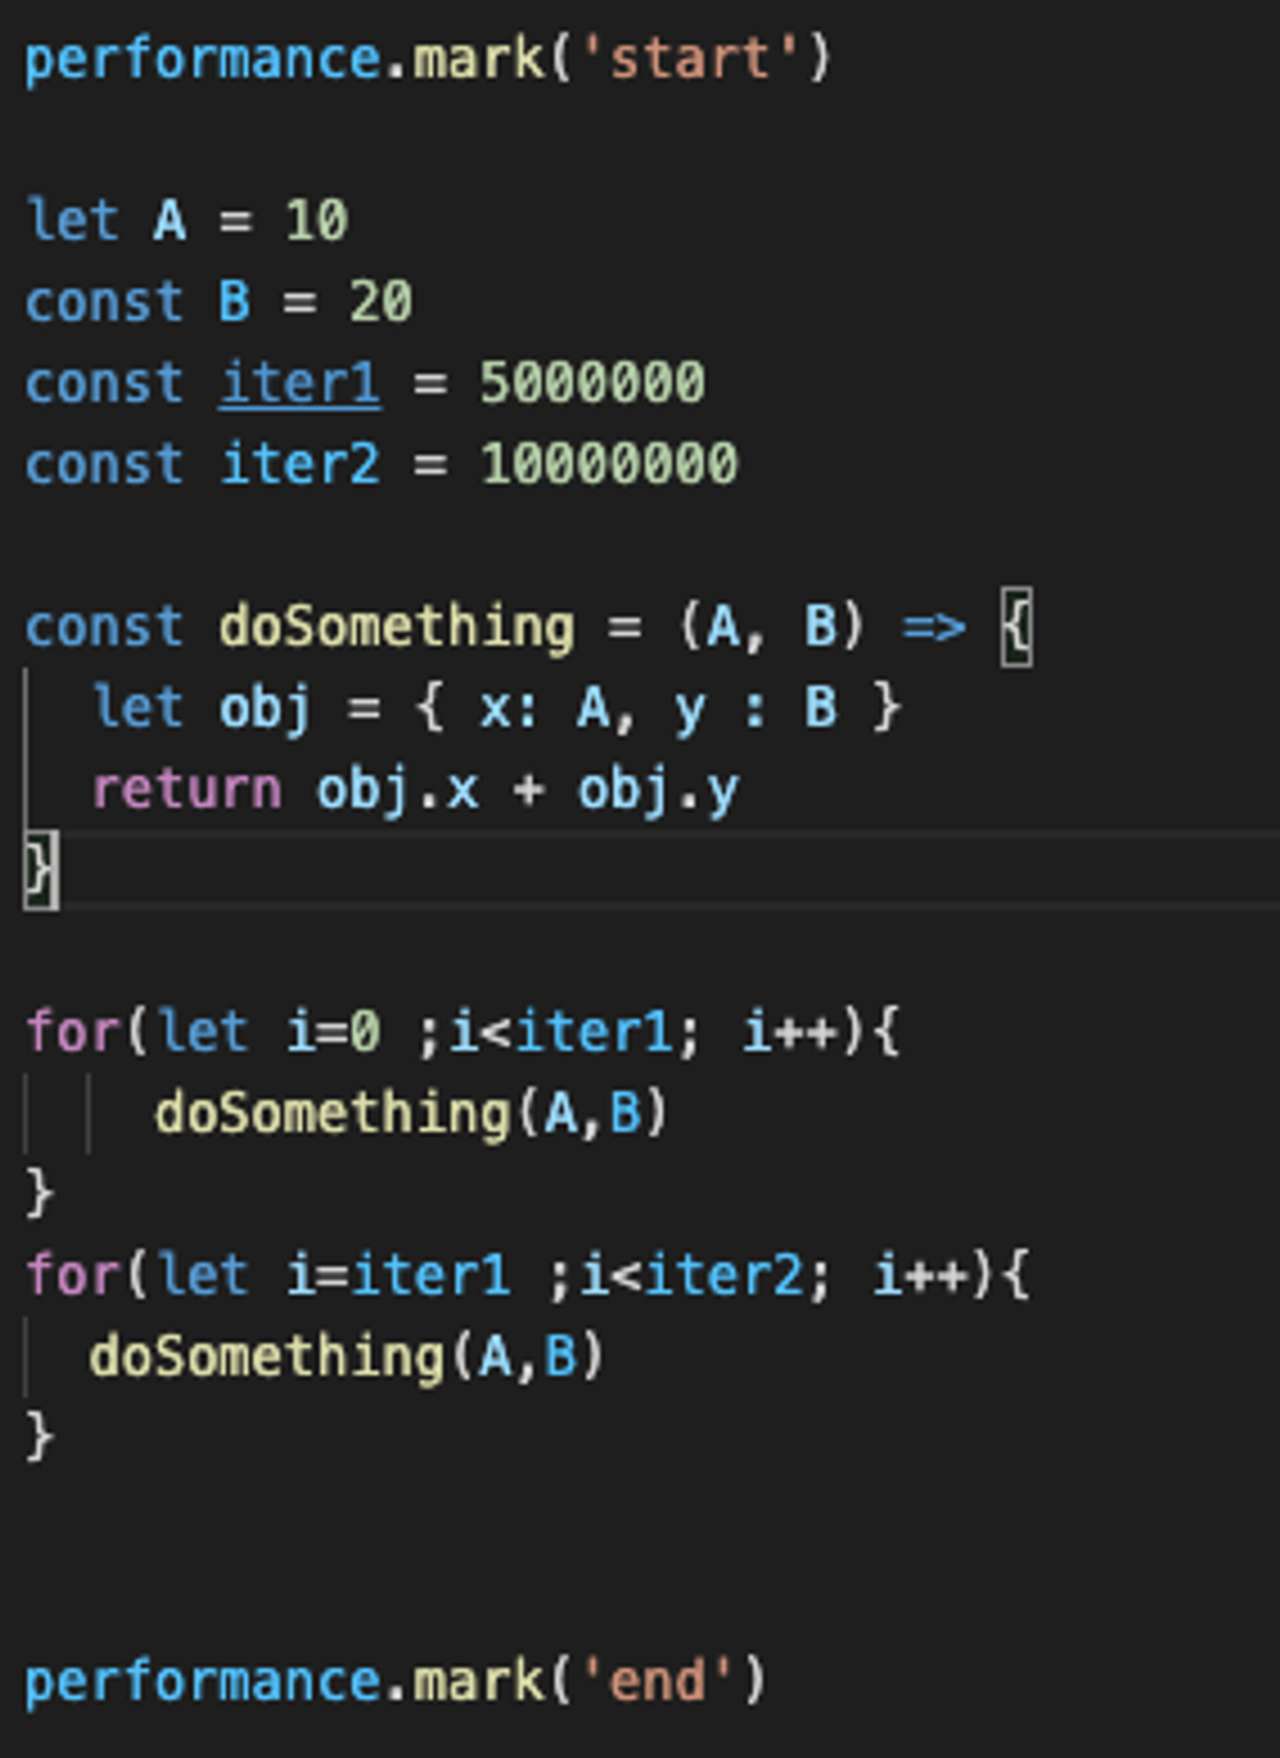 performance.mark('start')
let A = 10
const B = 20
const iter1 = 5000000
const iter2 = 10000000
const doSomething = (A, B) => {
let obj = { x: A, y : B }
return obj.x + obj.y
}
for(let i=0 ;i<iter1; i++){
doSomething(A,B)
}
for(let i=iter1 ;i<iter2; i++){
doSomething(A,B)
}
performance.mark('end')